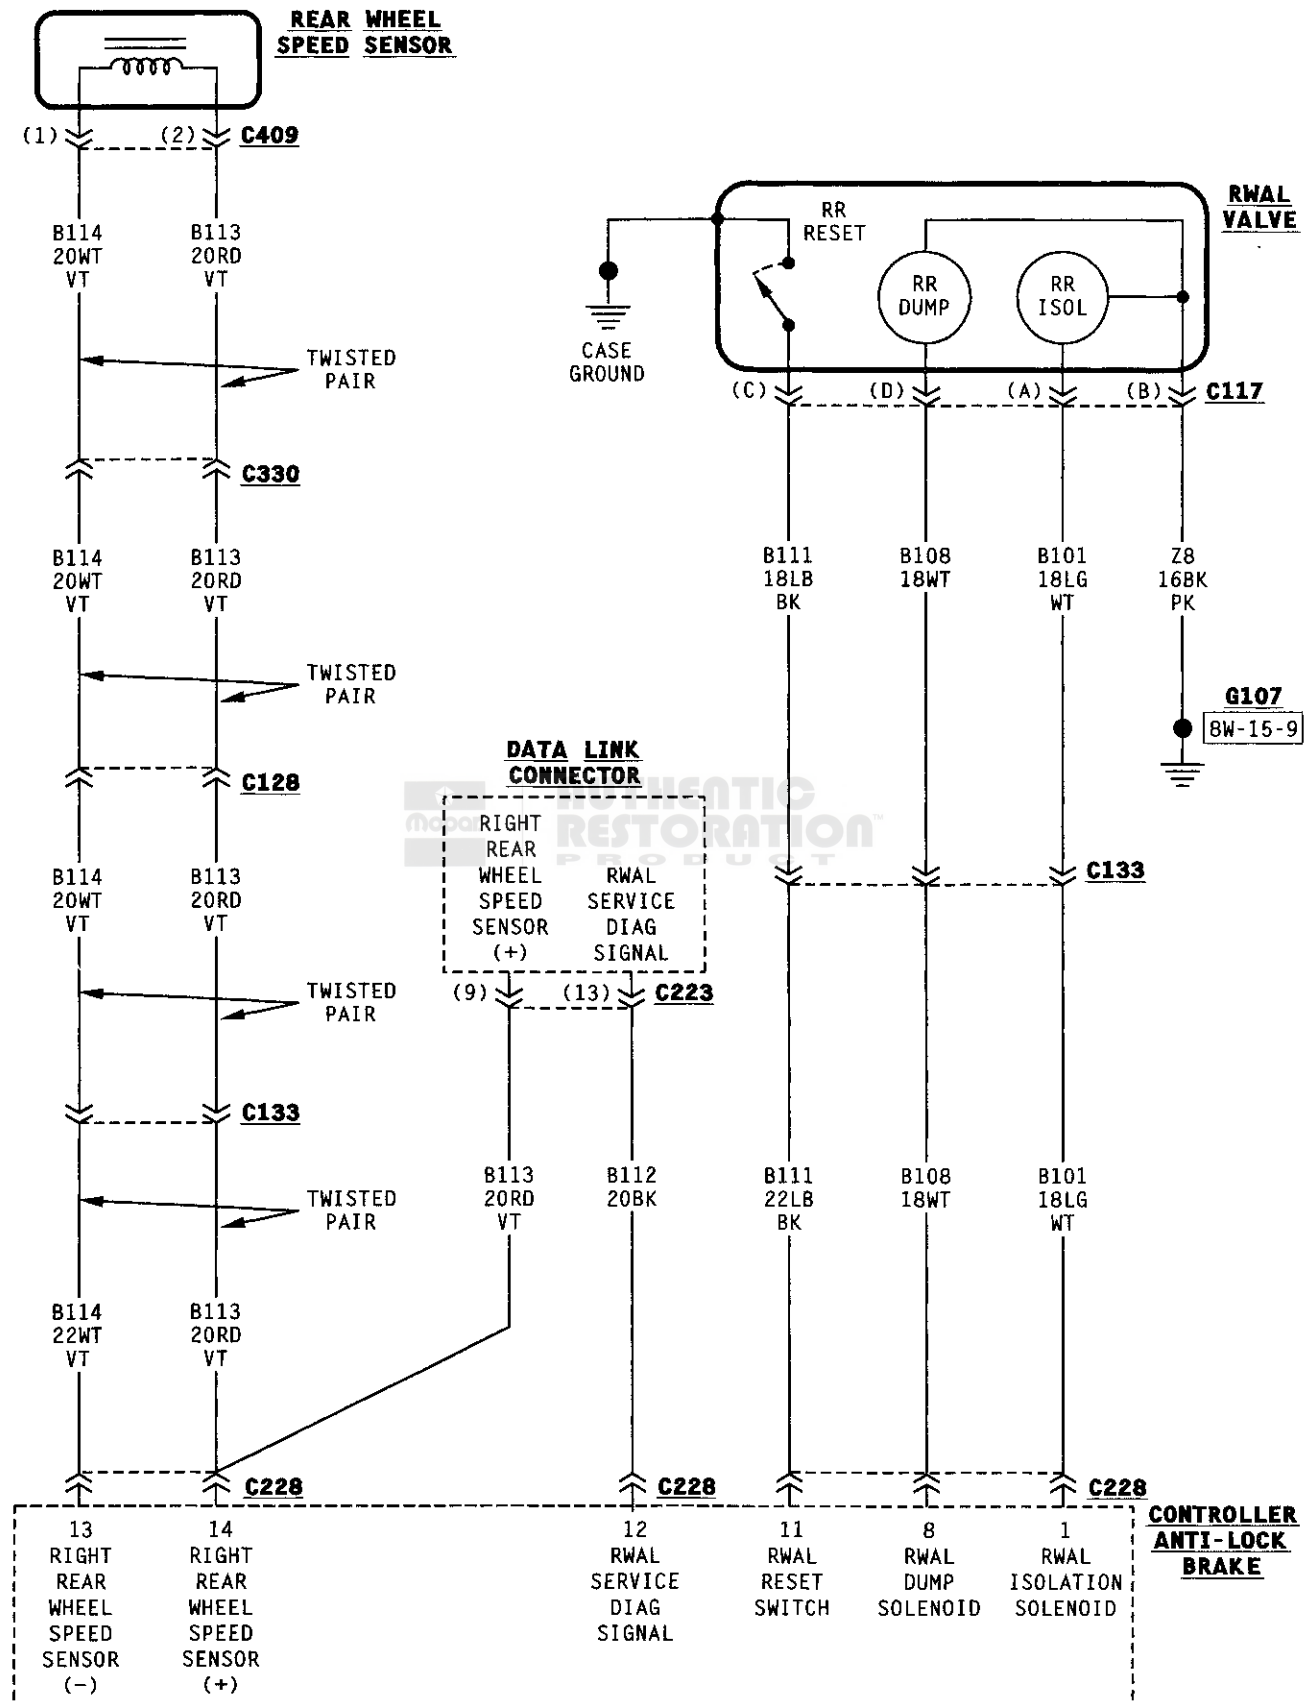 REAR WHEEL
SPEED SENSOR
(1)
(2)
C409
RWAL
VALVE
RR
RESET
RR
DUMP
RR
ISOL
CASE
GROUND
(C)
(D)
(A)
(B)
C117
B114
20WT
VT
B113
20RD
VT
TWISTED
PAIR
C330
B114
20WT
VT
B113
20RD
VT
B111
18LB
BK
B108
18WT
B101
18LG
WT
Z8
16BK
PK
TWISTED
PAIR
G107
8W-15-9
C128
DATA LINK
CONNECTOR
Mopar
AUTHENTIC
RESTORATION™
PRODUCT
RIGHT
REAR
WHEEL
SPEED
SENSOR
(+)
RWAL
SERVICE
DIAG
SIGNAL
C133
B114
20WT
VT
B113
20RD
VT
(9)
(13)
C223
TWISTED
PAIR
C133
TWISTED
PAIR
B113
20RD
VT
B112
20BK
B111
22LB
BK
B108
18WT
B101
18LG
WT
B114
22WT
VT
B113
20RD
VT
C228
C228
C228
CONTROLLER
ANTI-LOCK
BRAKE
13
RIGHT
REAR
WHEEL
SPEED
SENSOR
(-)
14
RIGHT
REAR
WHEEL
SPEED
SENSOR
(+)
12
RWAL
SERVICE
DIAG
SIGNAL
11
RWAL
RESET
SWITCH
8
RWAL
DUMP
SOLENOID
1
RWAL
ISOLATION
SOLENOID